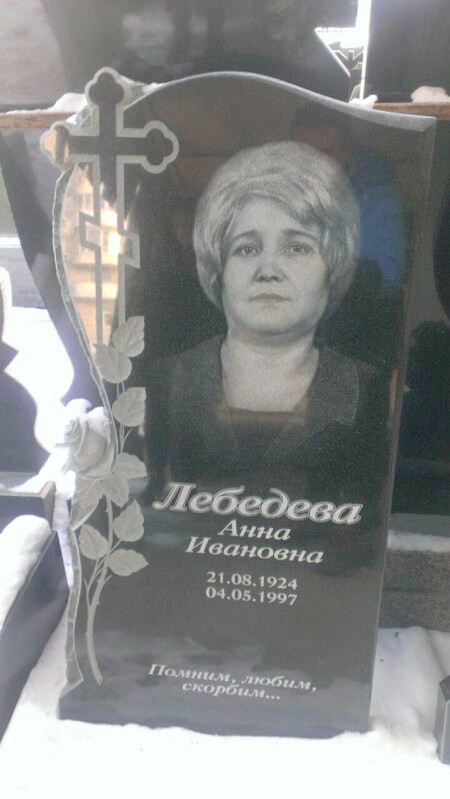 Лебедева
Анна
Ивановна
21.08.1924
04.05.1997
Помним, любим,
скорбим...